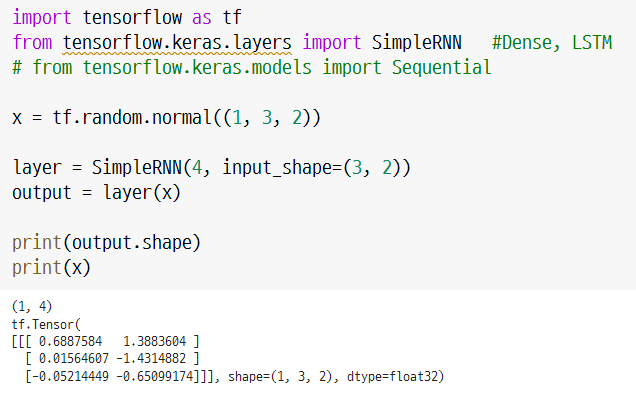 import tensorflow as tf
from tensorflow.keras.layers import SimpleRNN   #Dense, LSTM
# from tensorflow.keras.models import Sequential
x = tf.random.normal((1, 3, 2))
layer = SimpleRNN(4, input_shape=(3, 2))
output = layer(x)
print(output.shape)
print(x)
(1, 4)
tf.Tensor(
[[[ 0.6887584   1.3883604 ]
  [ 0.01564607 -1.4314882 ]
  [-0.05214449 -0.65099174]]], shape=(1, 3, 2), dtype=float32)